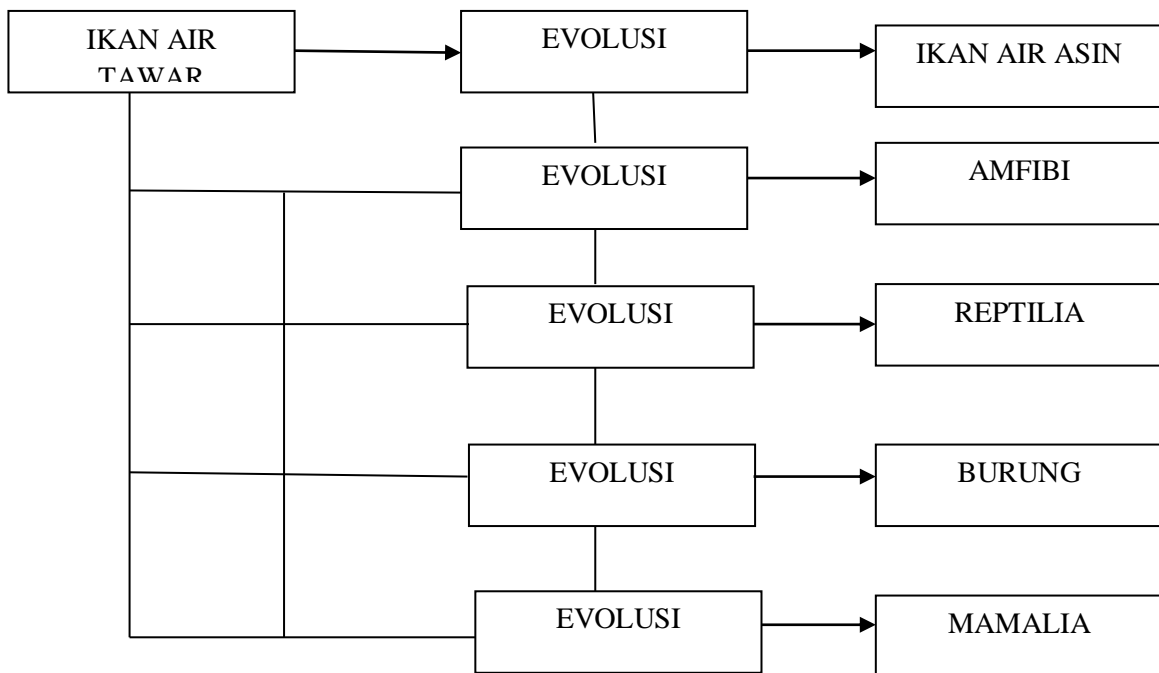 IKAN AIR
TAWAR
EVOLUSI
IKAN AIR ASIN
EVOLUSI
AMFIBI
EVOLUSI
REPTILIA
EVOLUSI
BURUNG
EVOLUSI
MAMALIA